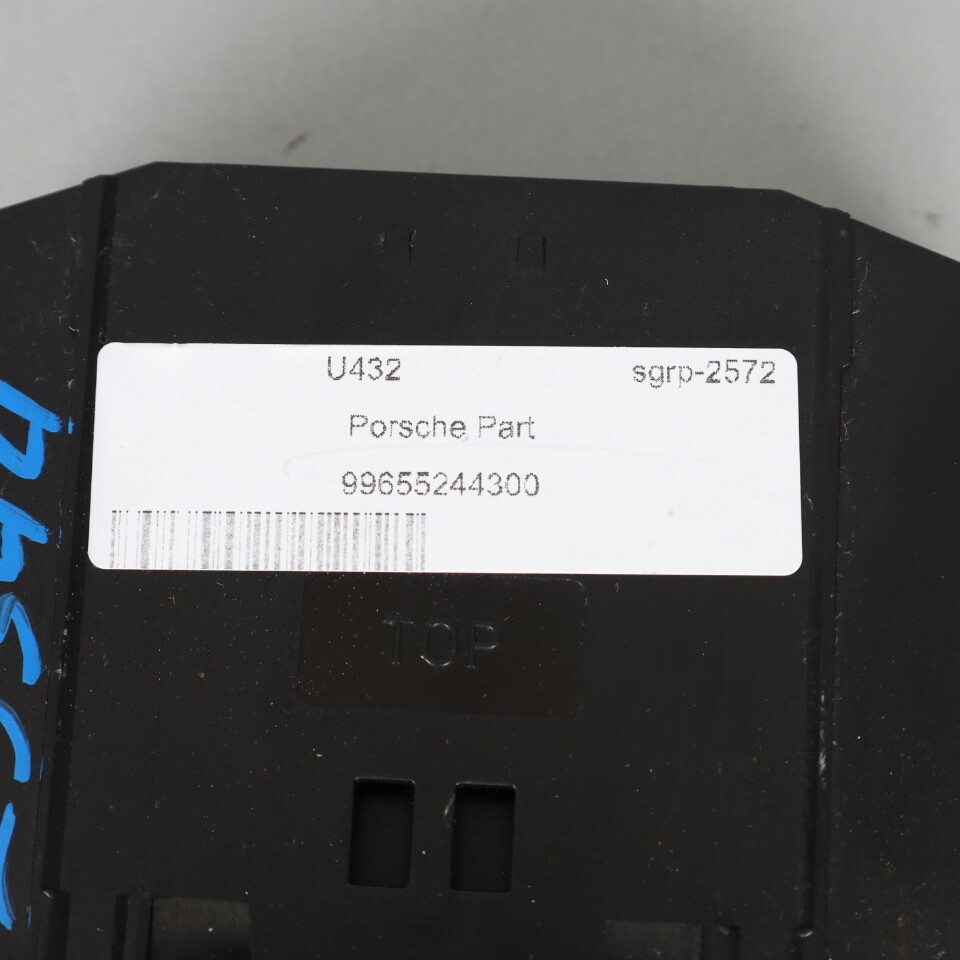 U432 sgrp-2572
Porsche Part
99655244300
TOP